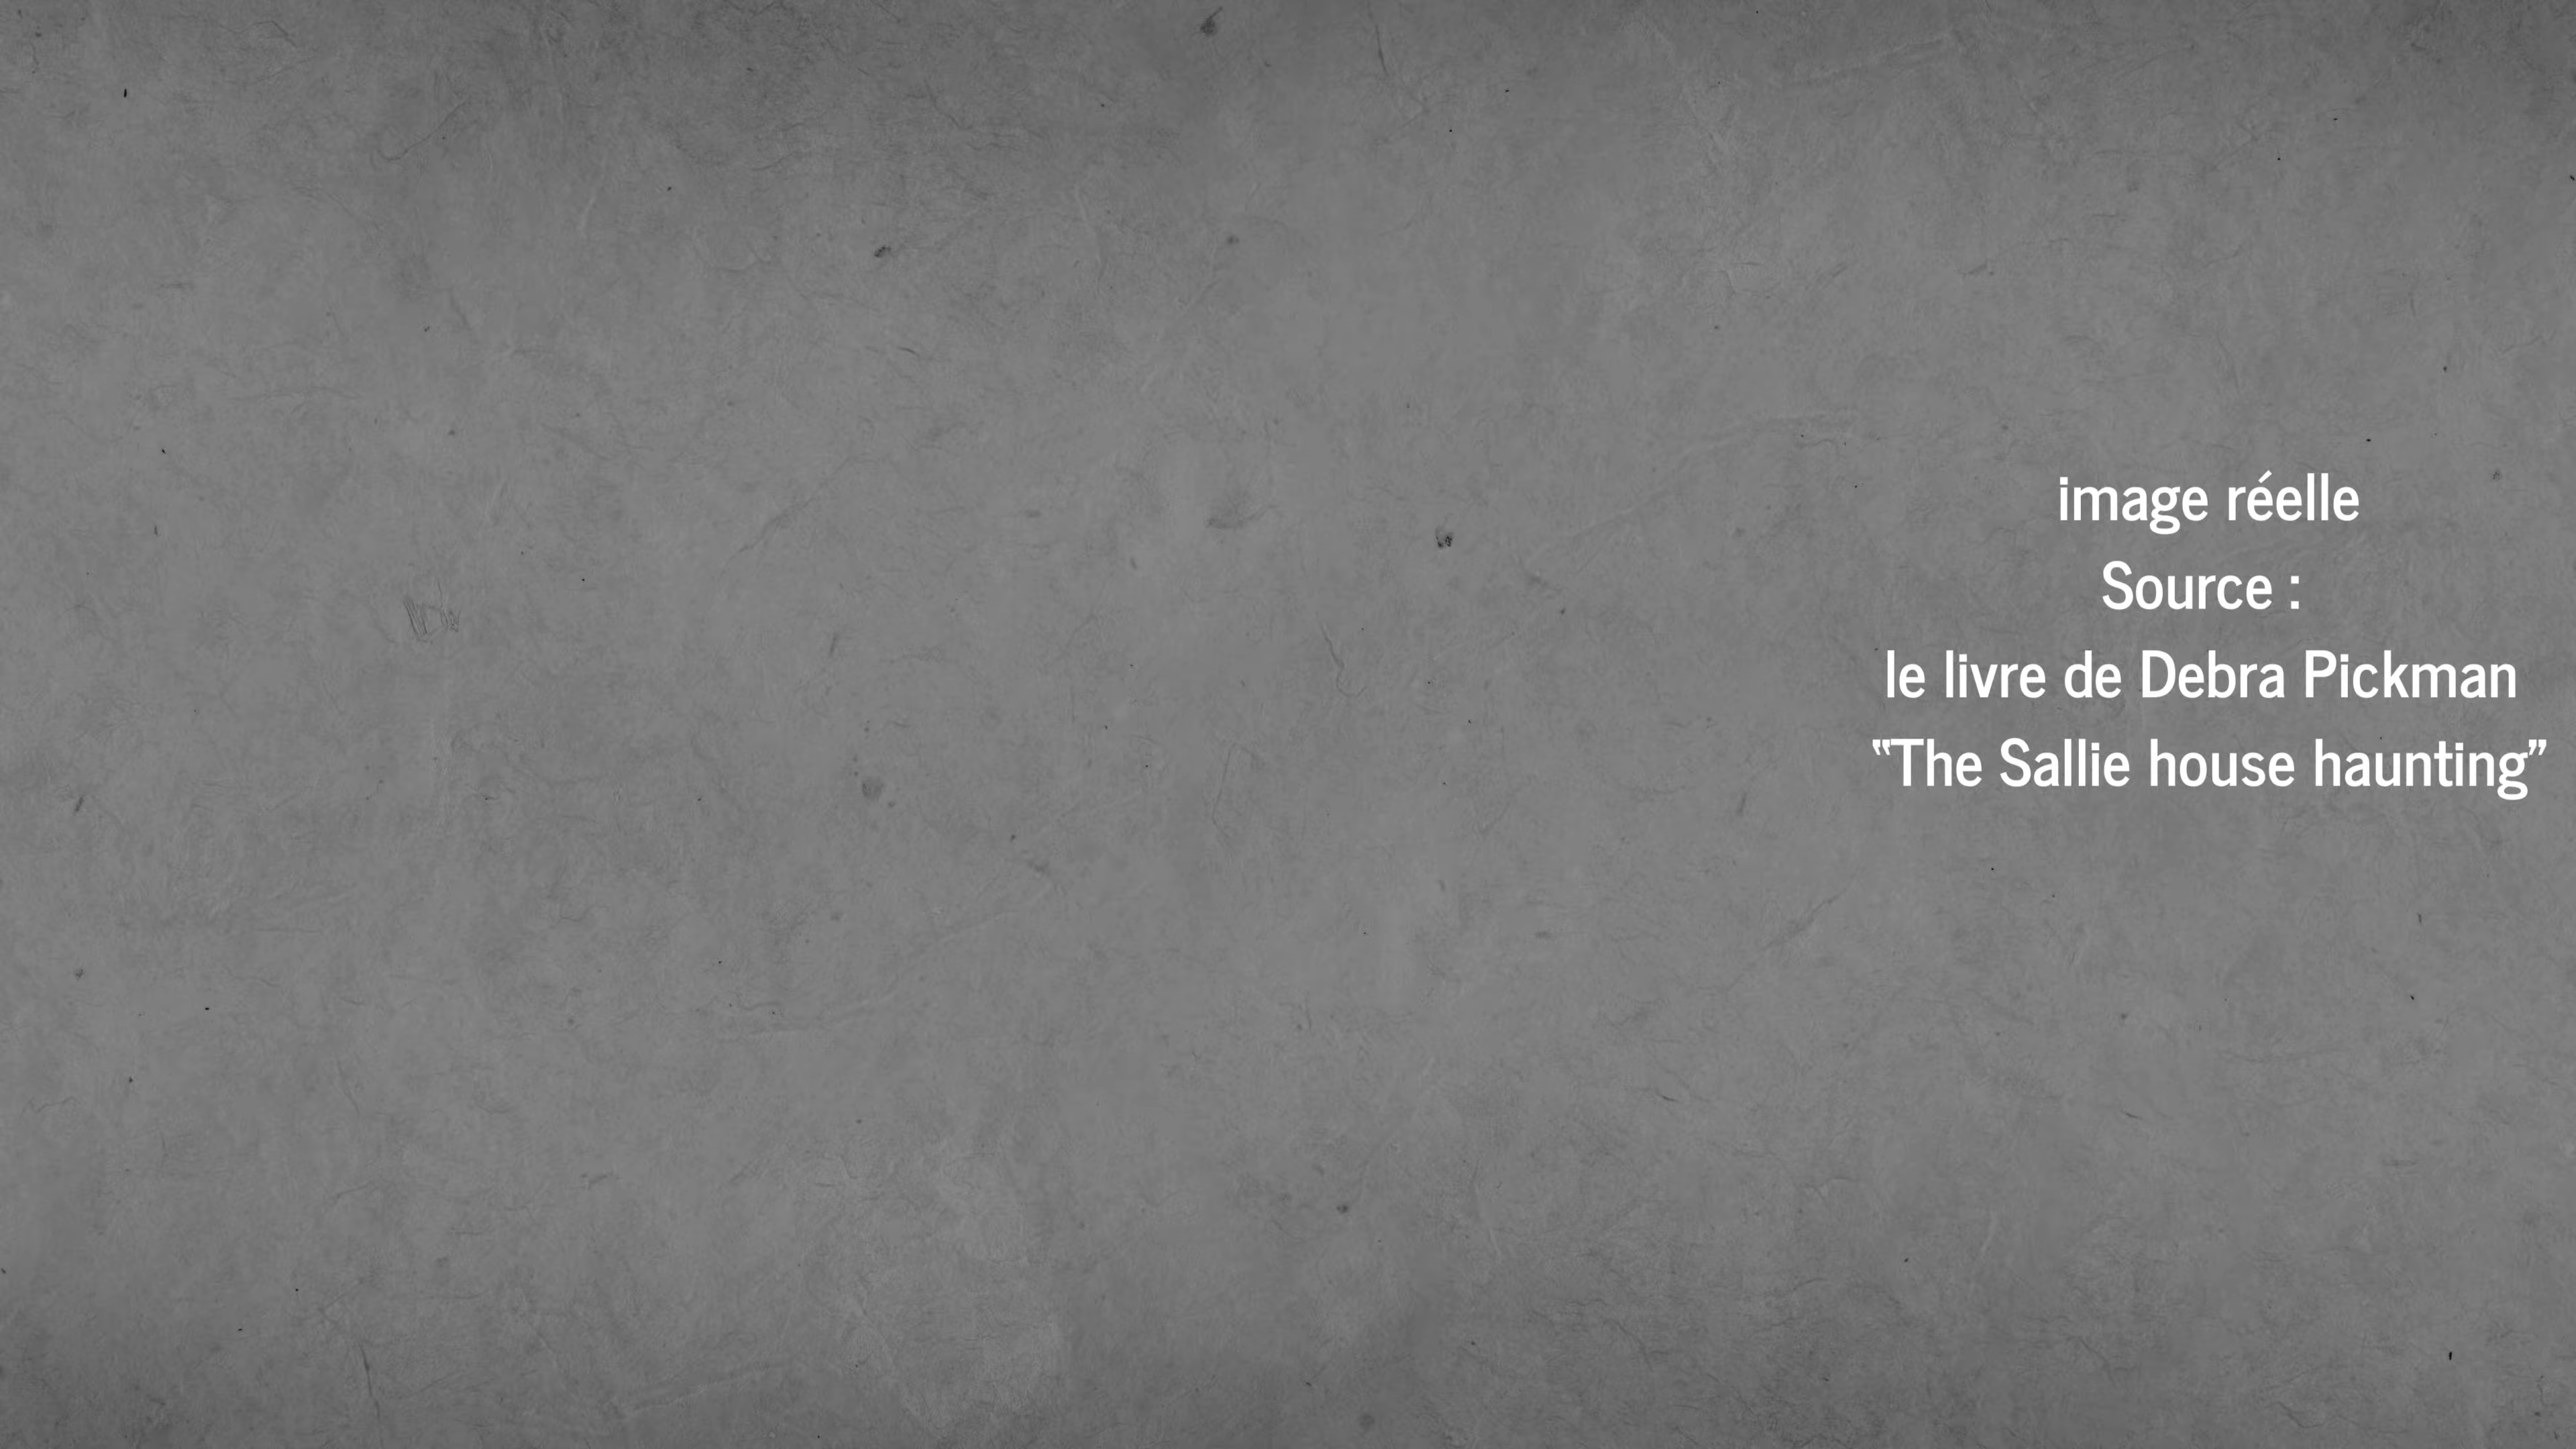 image réelle
Source :
le livre de Debra Pickman
“The Sallie house haunting”